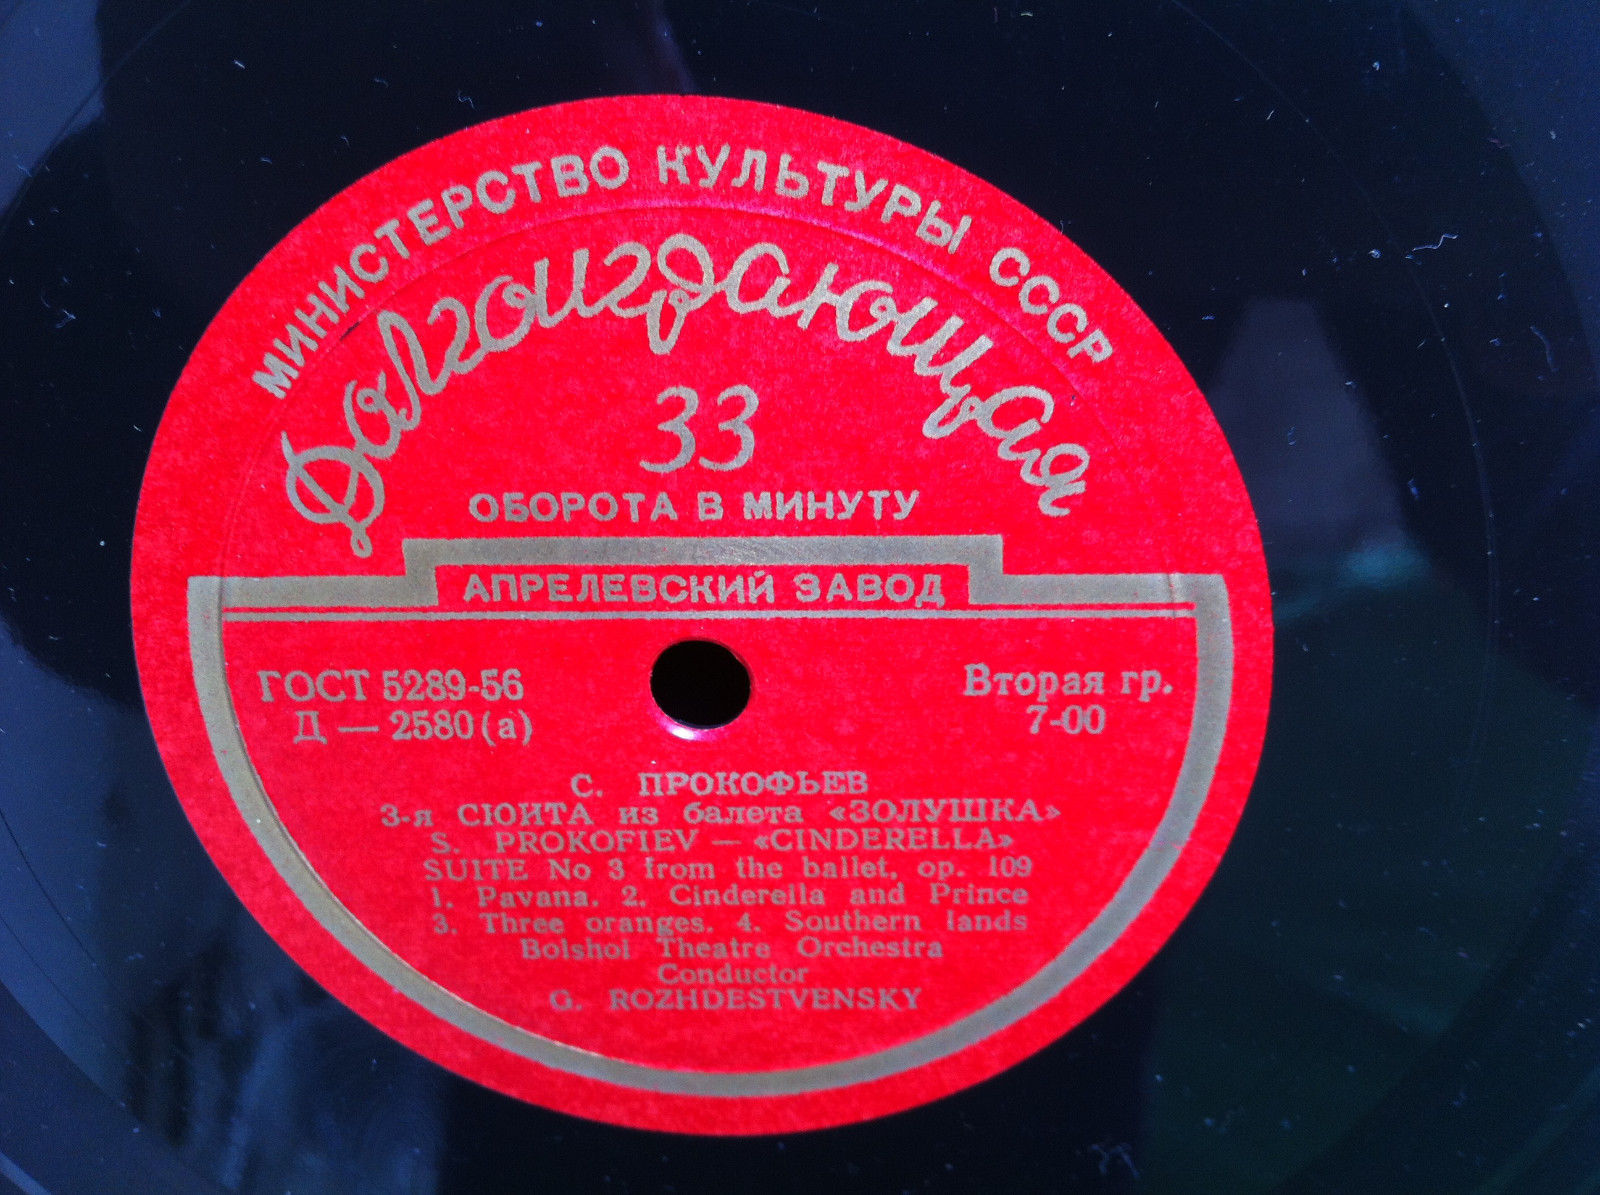 МИНИСТЕРСТВО КУЛЬТУРЫ СССР
Долгоиграющая
33
ОБОРОТА В МИНУТУ
АПРЕЛЕВСКИЙ ЗАВОД
ГОСТ 5289-56
Д — 2580 (а)
Вторая гр.
7-00
С. ПРОКОФЬЕВ
3-я СЮИТА из балета «ЗОЛУШКА»
S. PROKOFIEV — «CINDERELLA»
SUITE No 3 from the ballet, op. 109
1. Pavana. 2. Cinderella and Prince
3. Three oranges. 4. Southern lands
Bolshoi Theatre Orchestra
Conductor
G. ROZHDESTVENSKY